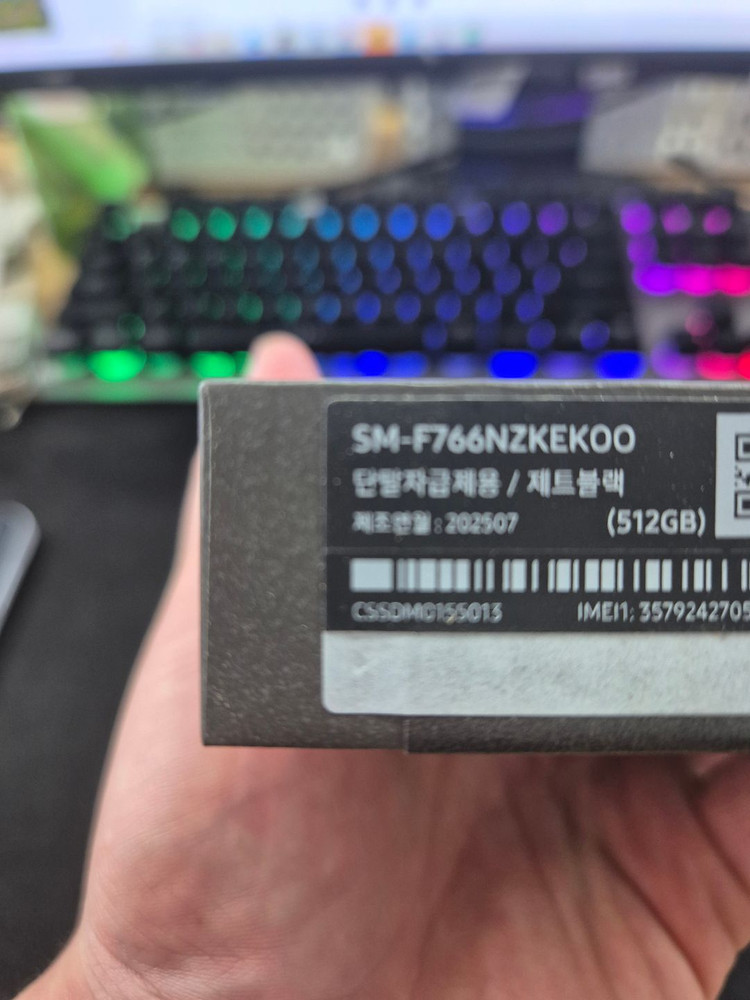 SM-F766NZKEKOO
단말자급제용 / 제트블랙
제조연월 : 202507
(512GB)
CSSDM0155013
IMEI1: 3579242705